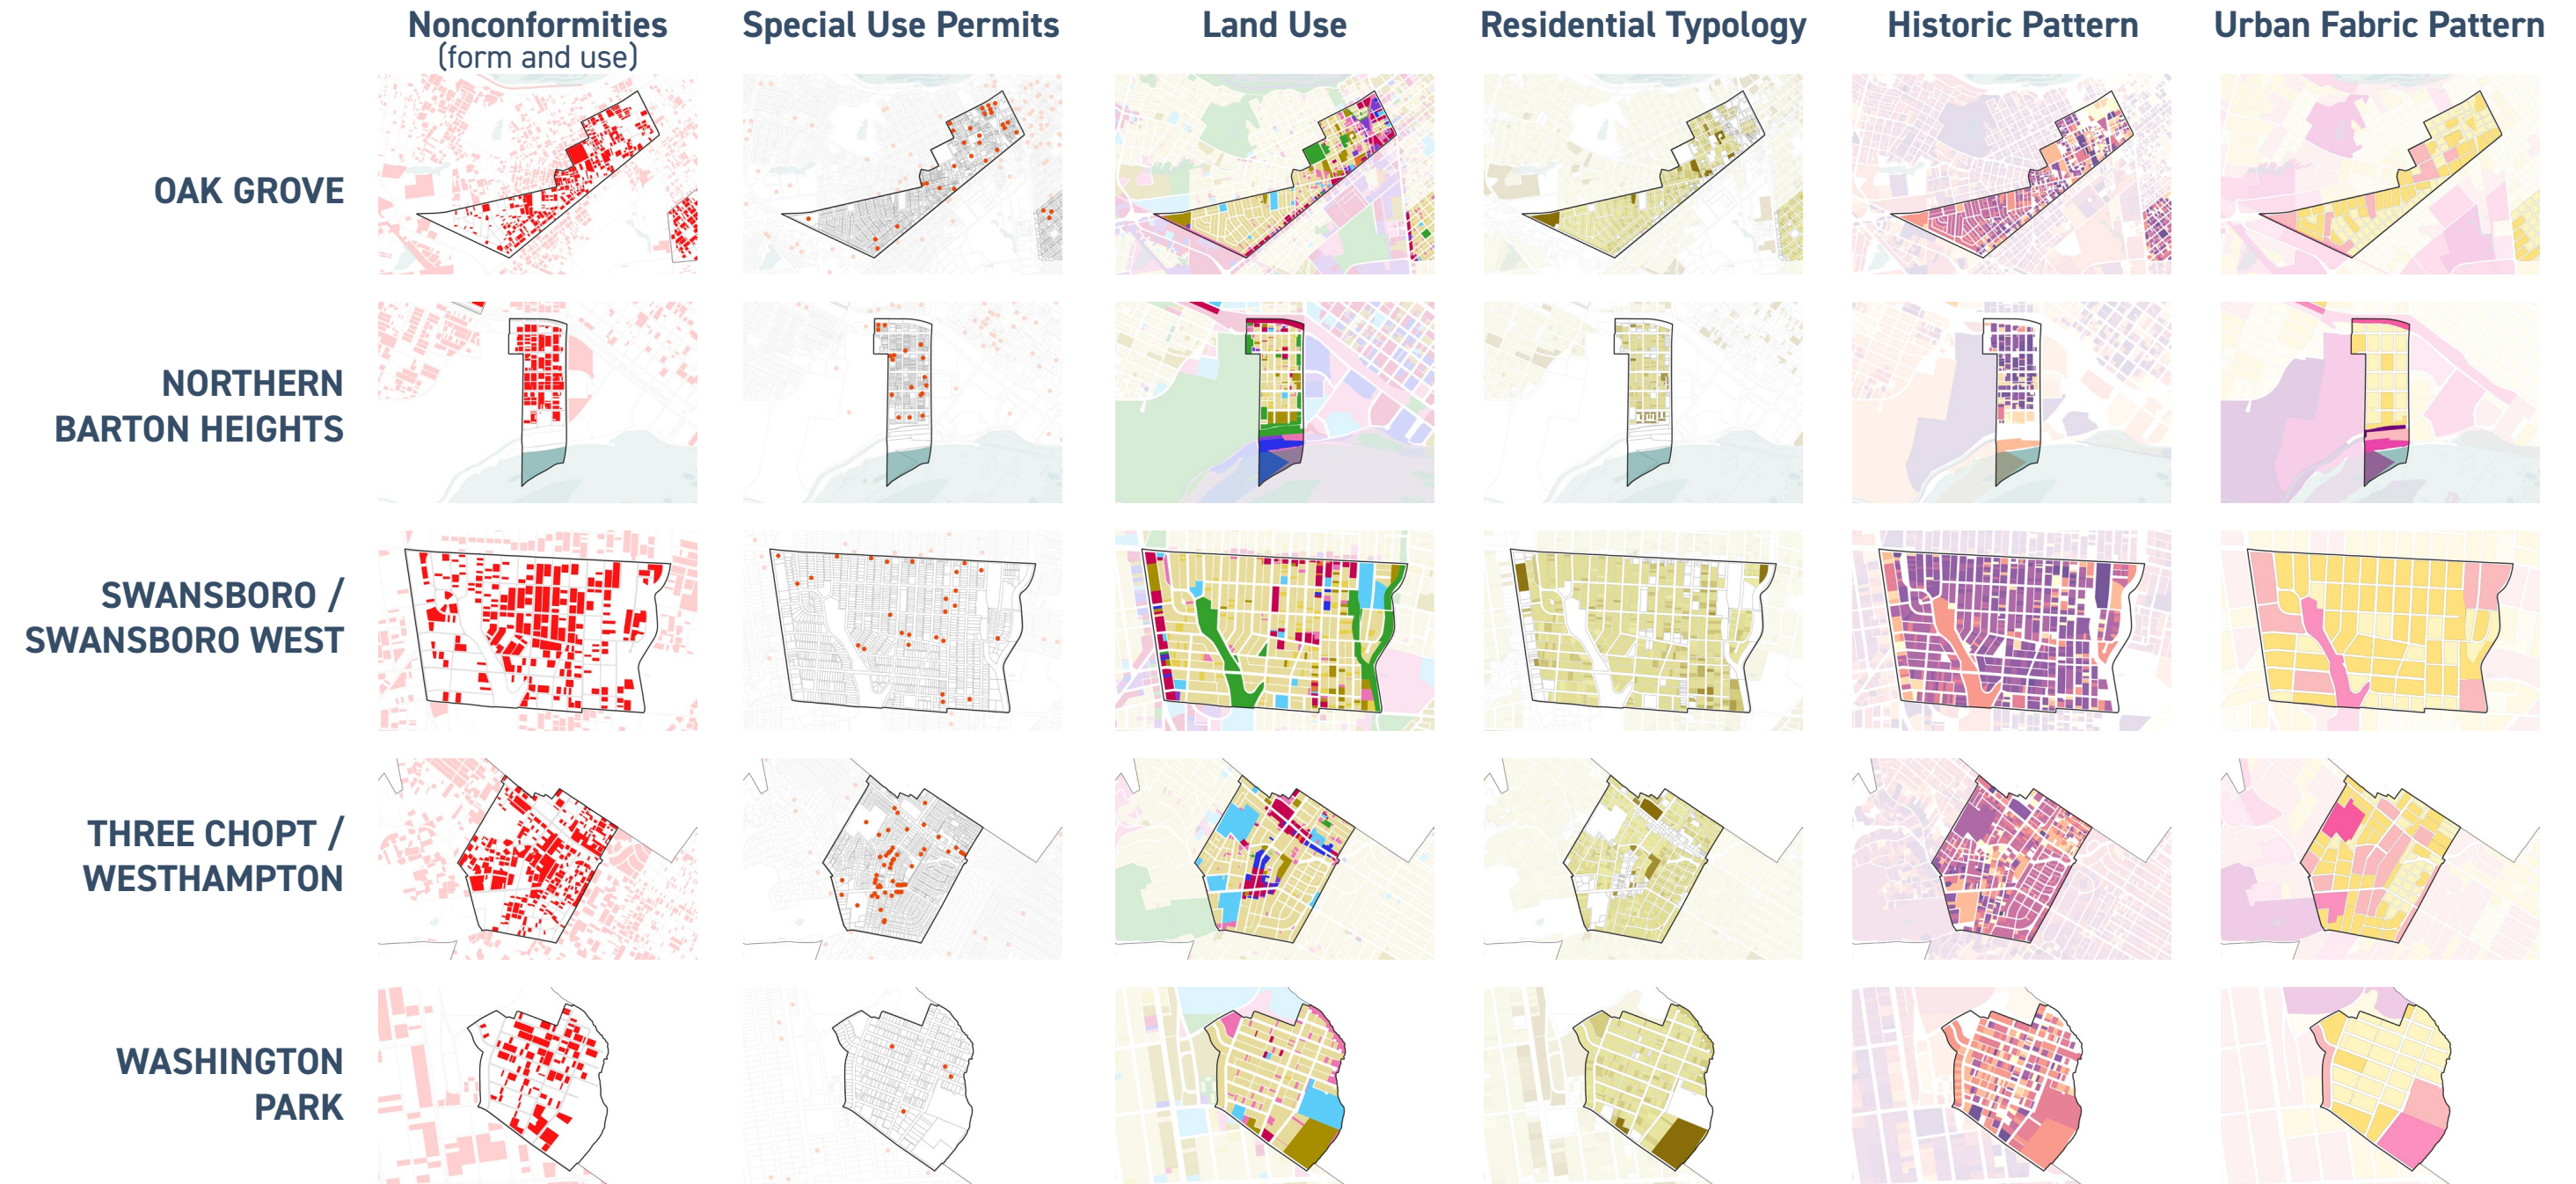 Nonconformities
(form and use)
Special Use Permits
Land Use
Residential Typology
Historic Pattern
Urban Fabric Pattern
OAK GROVE
NORTHERN
BARTON HEIGHTS
SWANSBORO /
SWANSBORO WEST
THREE CHOPT /
WESTHAMPTON
WASHINGTON
PARK